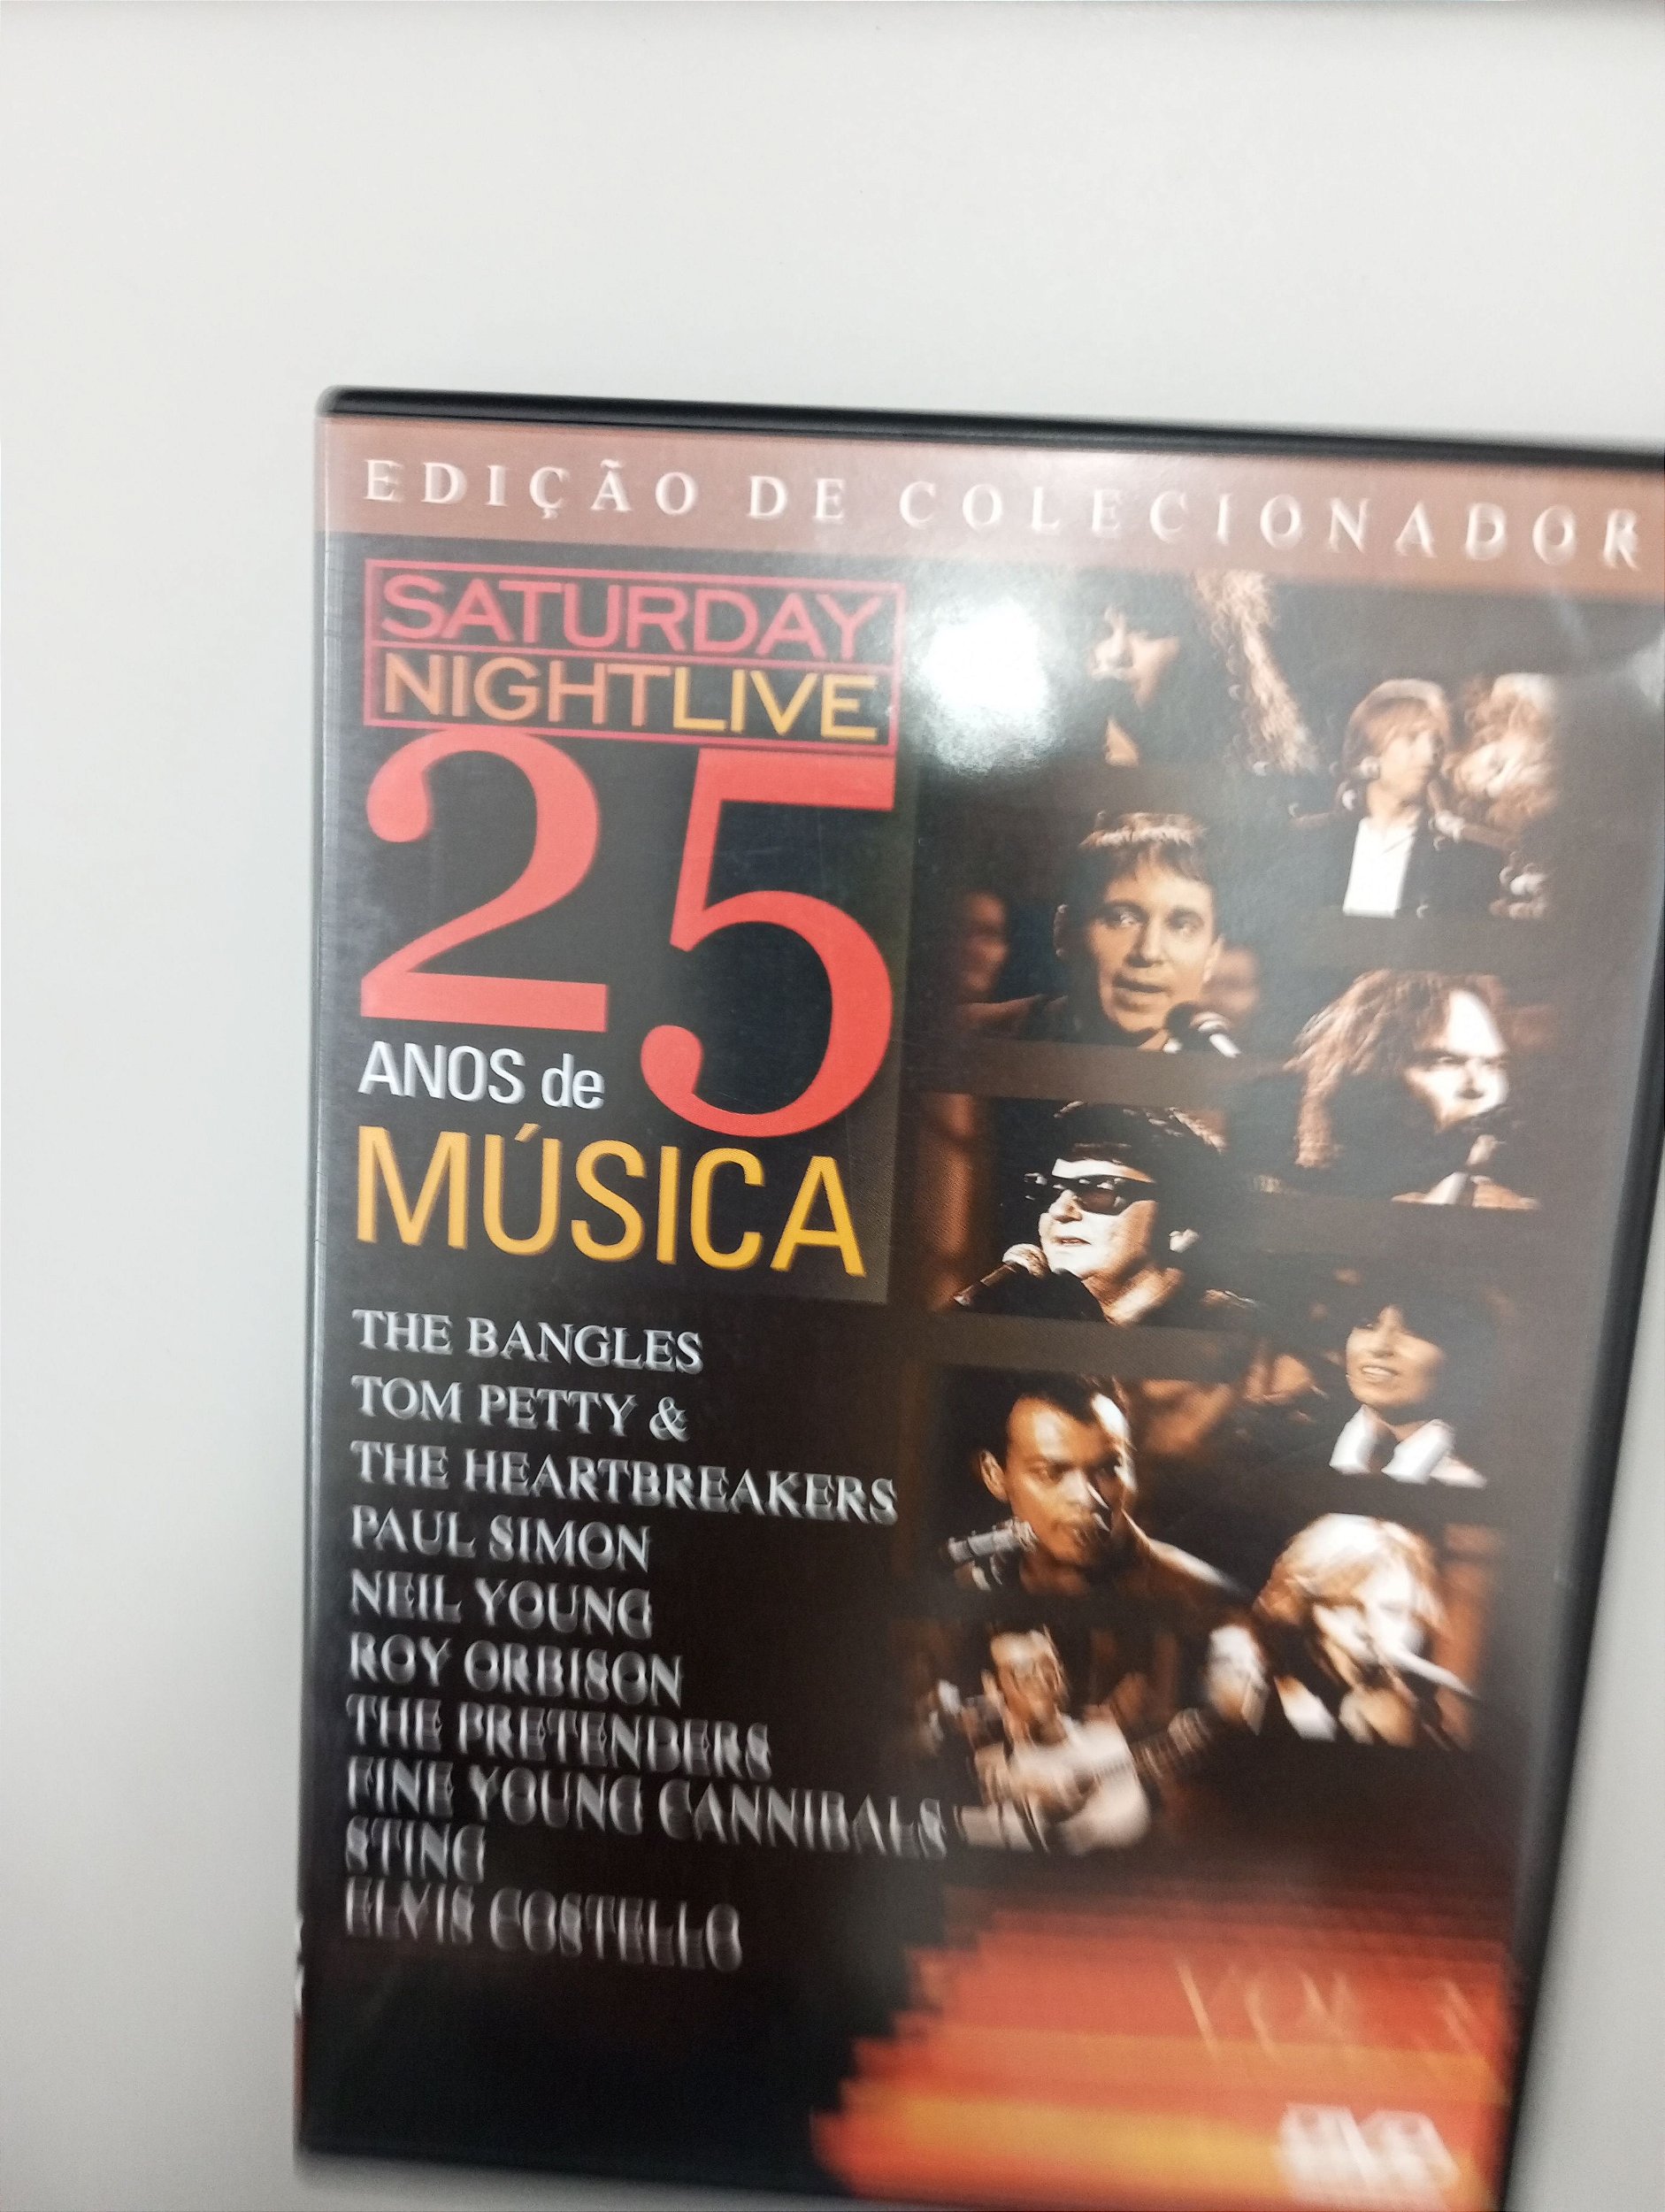 EDIÇÃO DE COLECIONADOR
SATURDAY
NIGHTLIVE
25
ANOS de
MÚSICA
THE BANGLES
TOM PETTY &
THE HEARTBREAKERS
PAUL SIMON
NEIL YOUNG
ROY ORBISON
THE PRETENDERS
FINE YOUNG CANNIBALS
STING
ELVIS COSTELLO
VOL